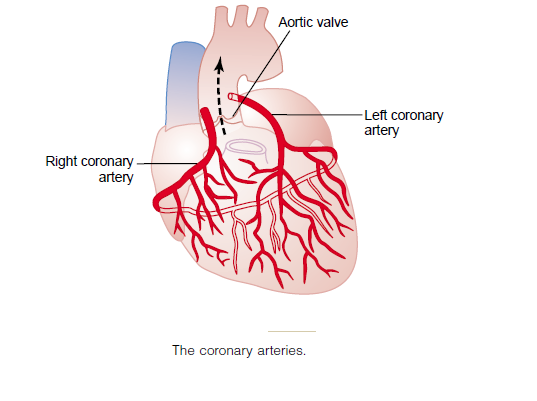 Aortic valve
Left coronary
artery
Right coronary
artery
The coronary arteries.